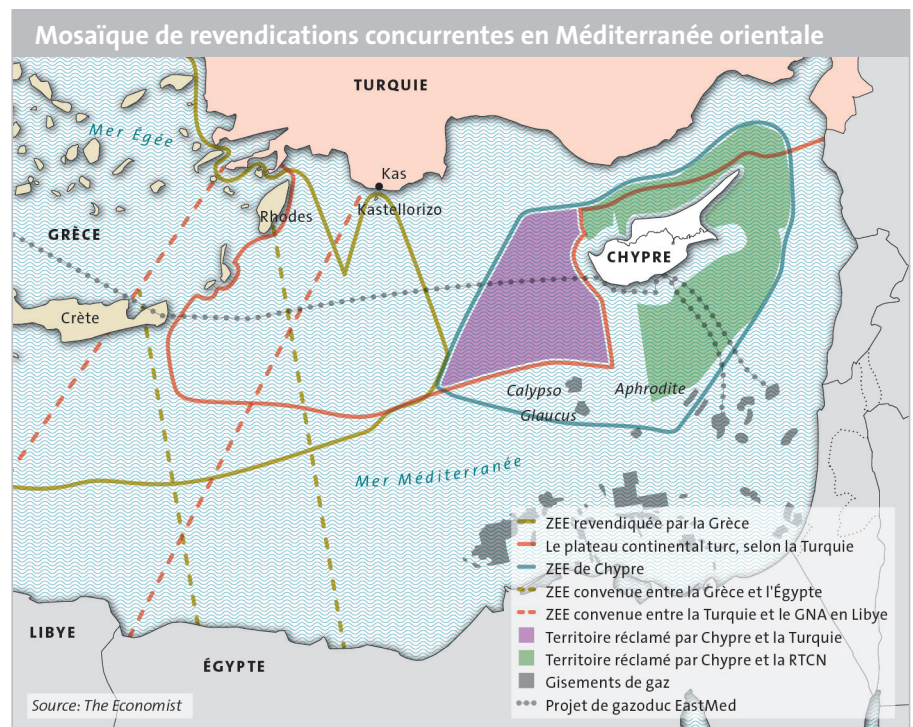 Mosaïque de revendications concurrentes en Méditerranée orientale
TURQUIE
Mer Égée
Kas
Kastellorizo
Rhodes
GRÈCE
CHYPRE
Crète
Calypso
Aphrodite
Glaucus
Mer Méditerranée
ZEE revendiquée par la Grèce
Le plateau continental turc, selon la Turquie
ZEE de Chypre
ZEE convenue entre la Grèce et l'Égypte
ZEE convenue entre la Turquie et le GNA en Libye
Territoire réclamé par Chypre et la Turquie
Territoire réclamé par Chypre et la RTCN
Gisements de gaz
Projet de gazoduc EastMed
LIBYE
ÉGYPTE
Source: The Economist